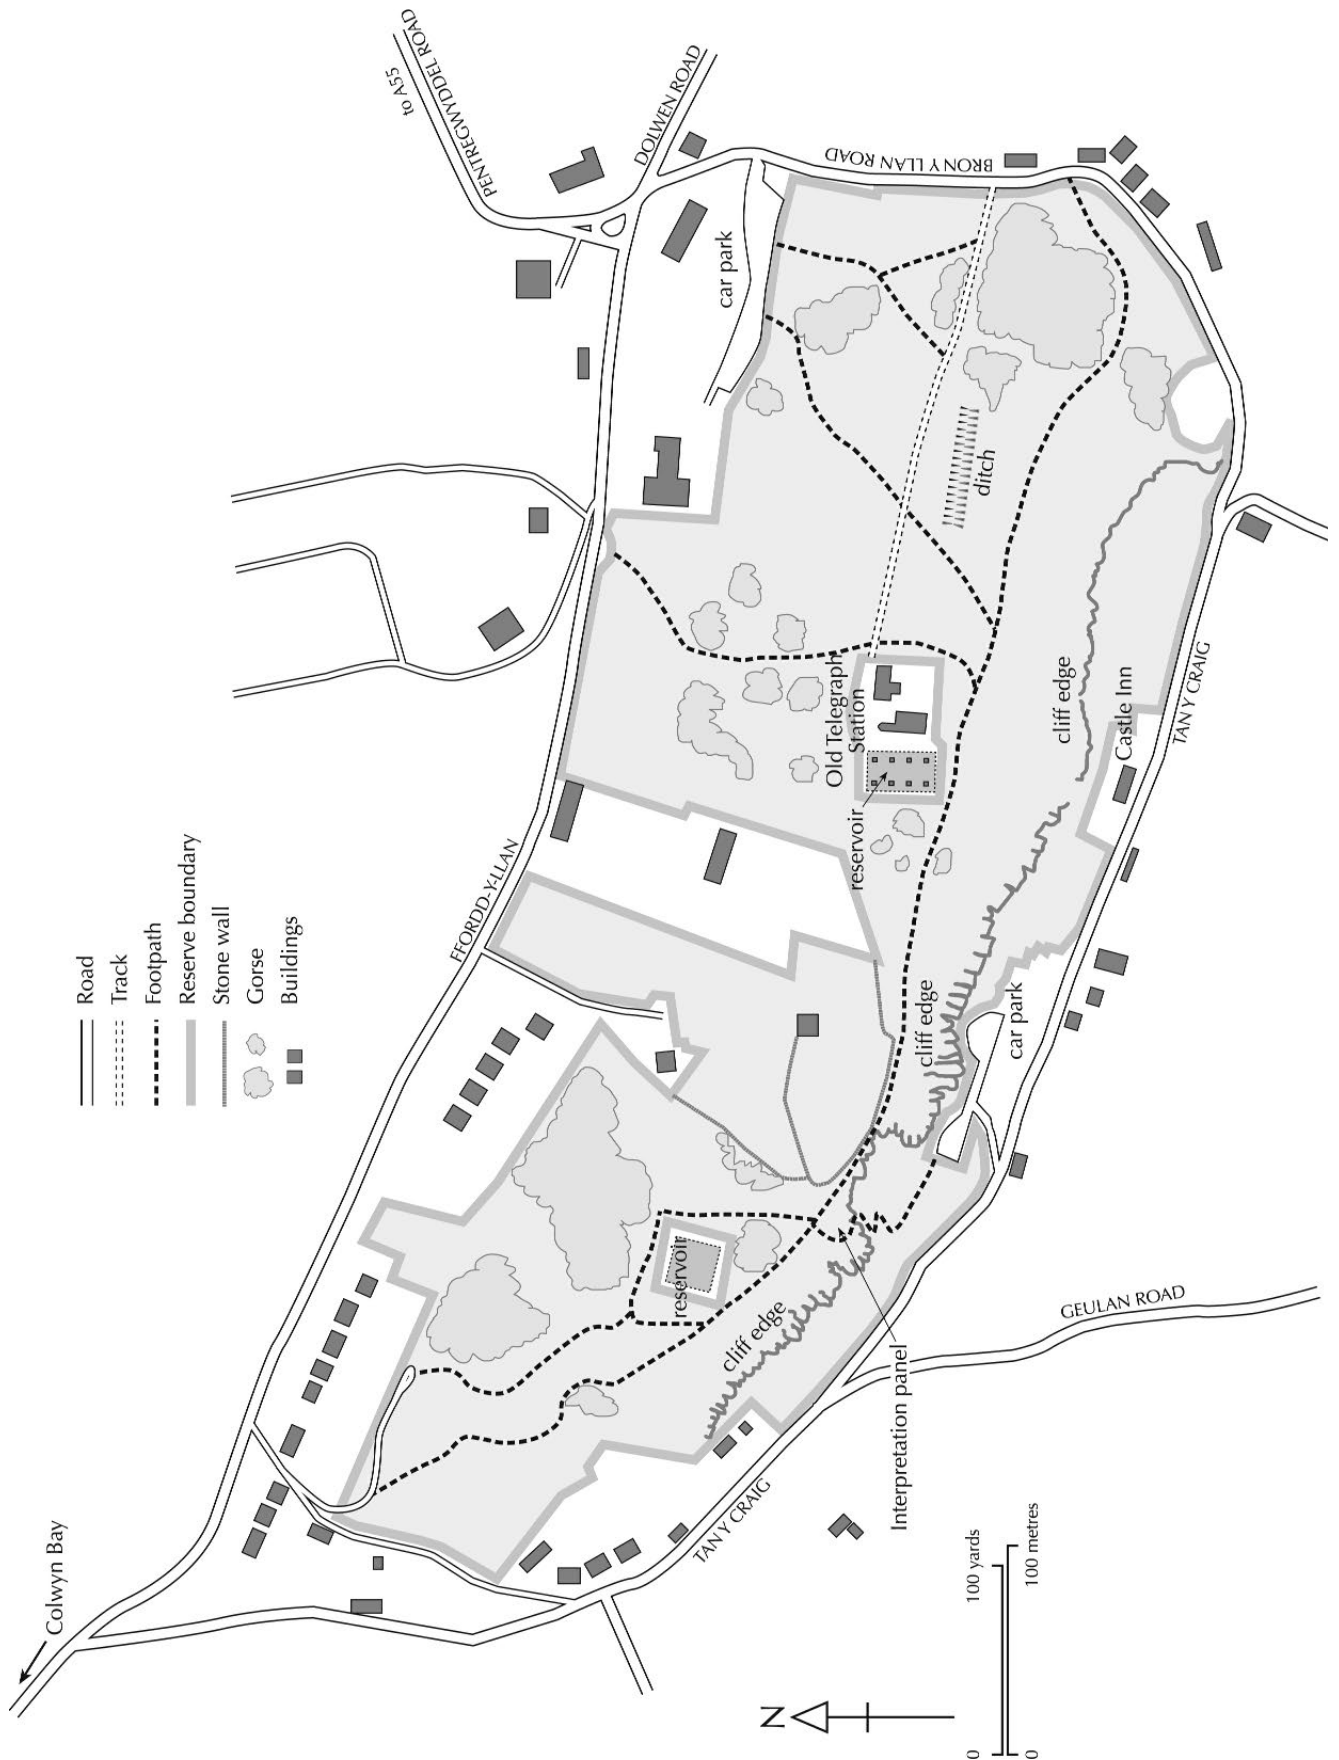 Colwyn Bay
Road
Track
Footpath
Reserve boundary
Stone wall
Gorse
Buildings
to A55
PENTREGWYDDEL ROAD
DOLWEN ROAD
FFORDD-Y-LLAN
car park
BRON Y LLAN ROAD
reservoir
Old Telegraph
Station
reservoir
ditch
cliff edge
cliff edge
cliff edge
car park
Castle Inn
TAN Y CRAIG
TAN Y CRAIG
GEULAN ROAD
Interpretation panel
N
0
100 yards
0
100 metres